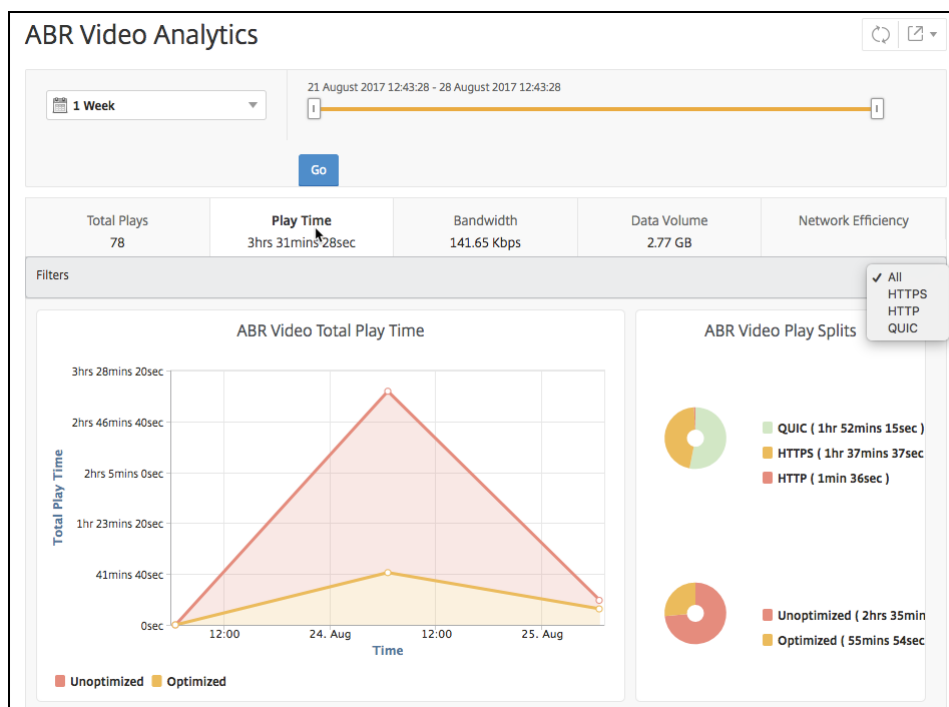 ABR Video Analytics
1 Week
21 August 2017 12:43:28 - 28 August 2017 12:43:28
Go
Total Plays
78
Play Time
3hrs 31mins 28sec
Bandwidth
141.65 Kbps
Data Volume
2.77 GB
Network Efficiency
Filters
All
HTTPS
HTTP
QUIC
ABR Video Total Play Time
3hrs 28mins 20sec
2hrs 46mins 40sec
2hrs 5mins 0sec
1hr 23mins 20sec
41mins 40sec
0sec
Total Play Time
12:00
24. Aug
12:00
25. Aug
Time
Unoptimized
Optimized
ABR Video Play Splits
QUIC ( 1hr 52mins 15sec )
HTTPS ( 1hr 37mins 37sec
HTTP ( 1min 36sec )
Unoptimized ( 2hrs 35min
Optimized ( 55mins 54sec